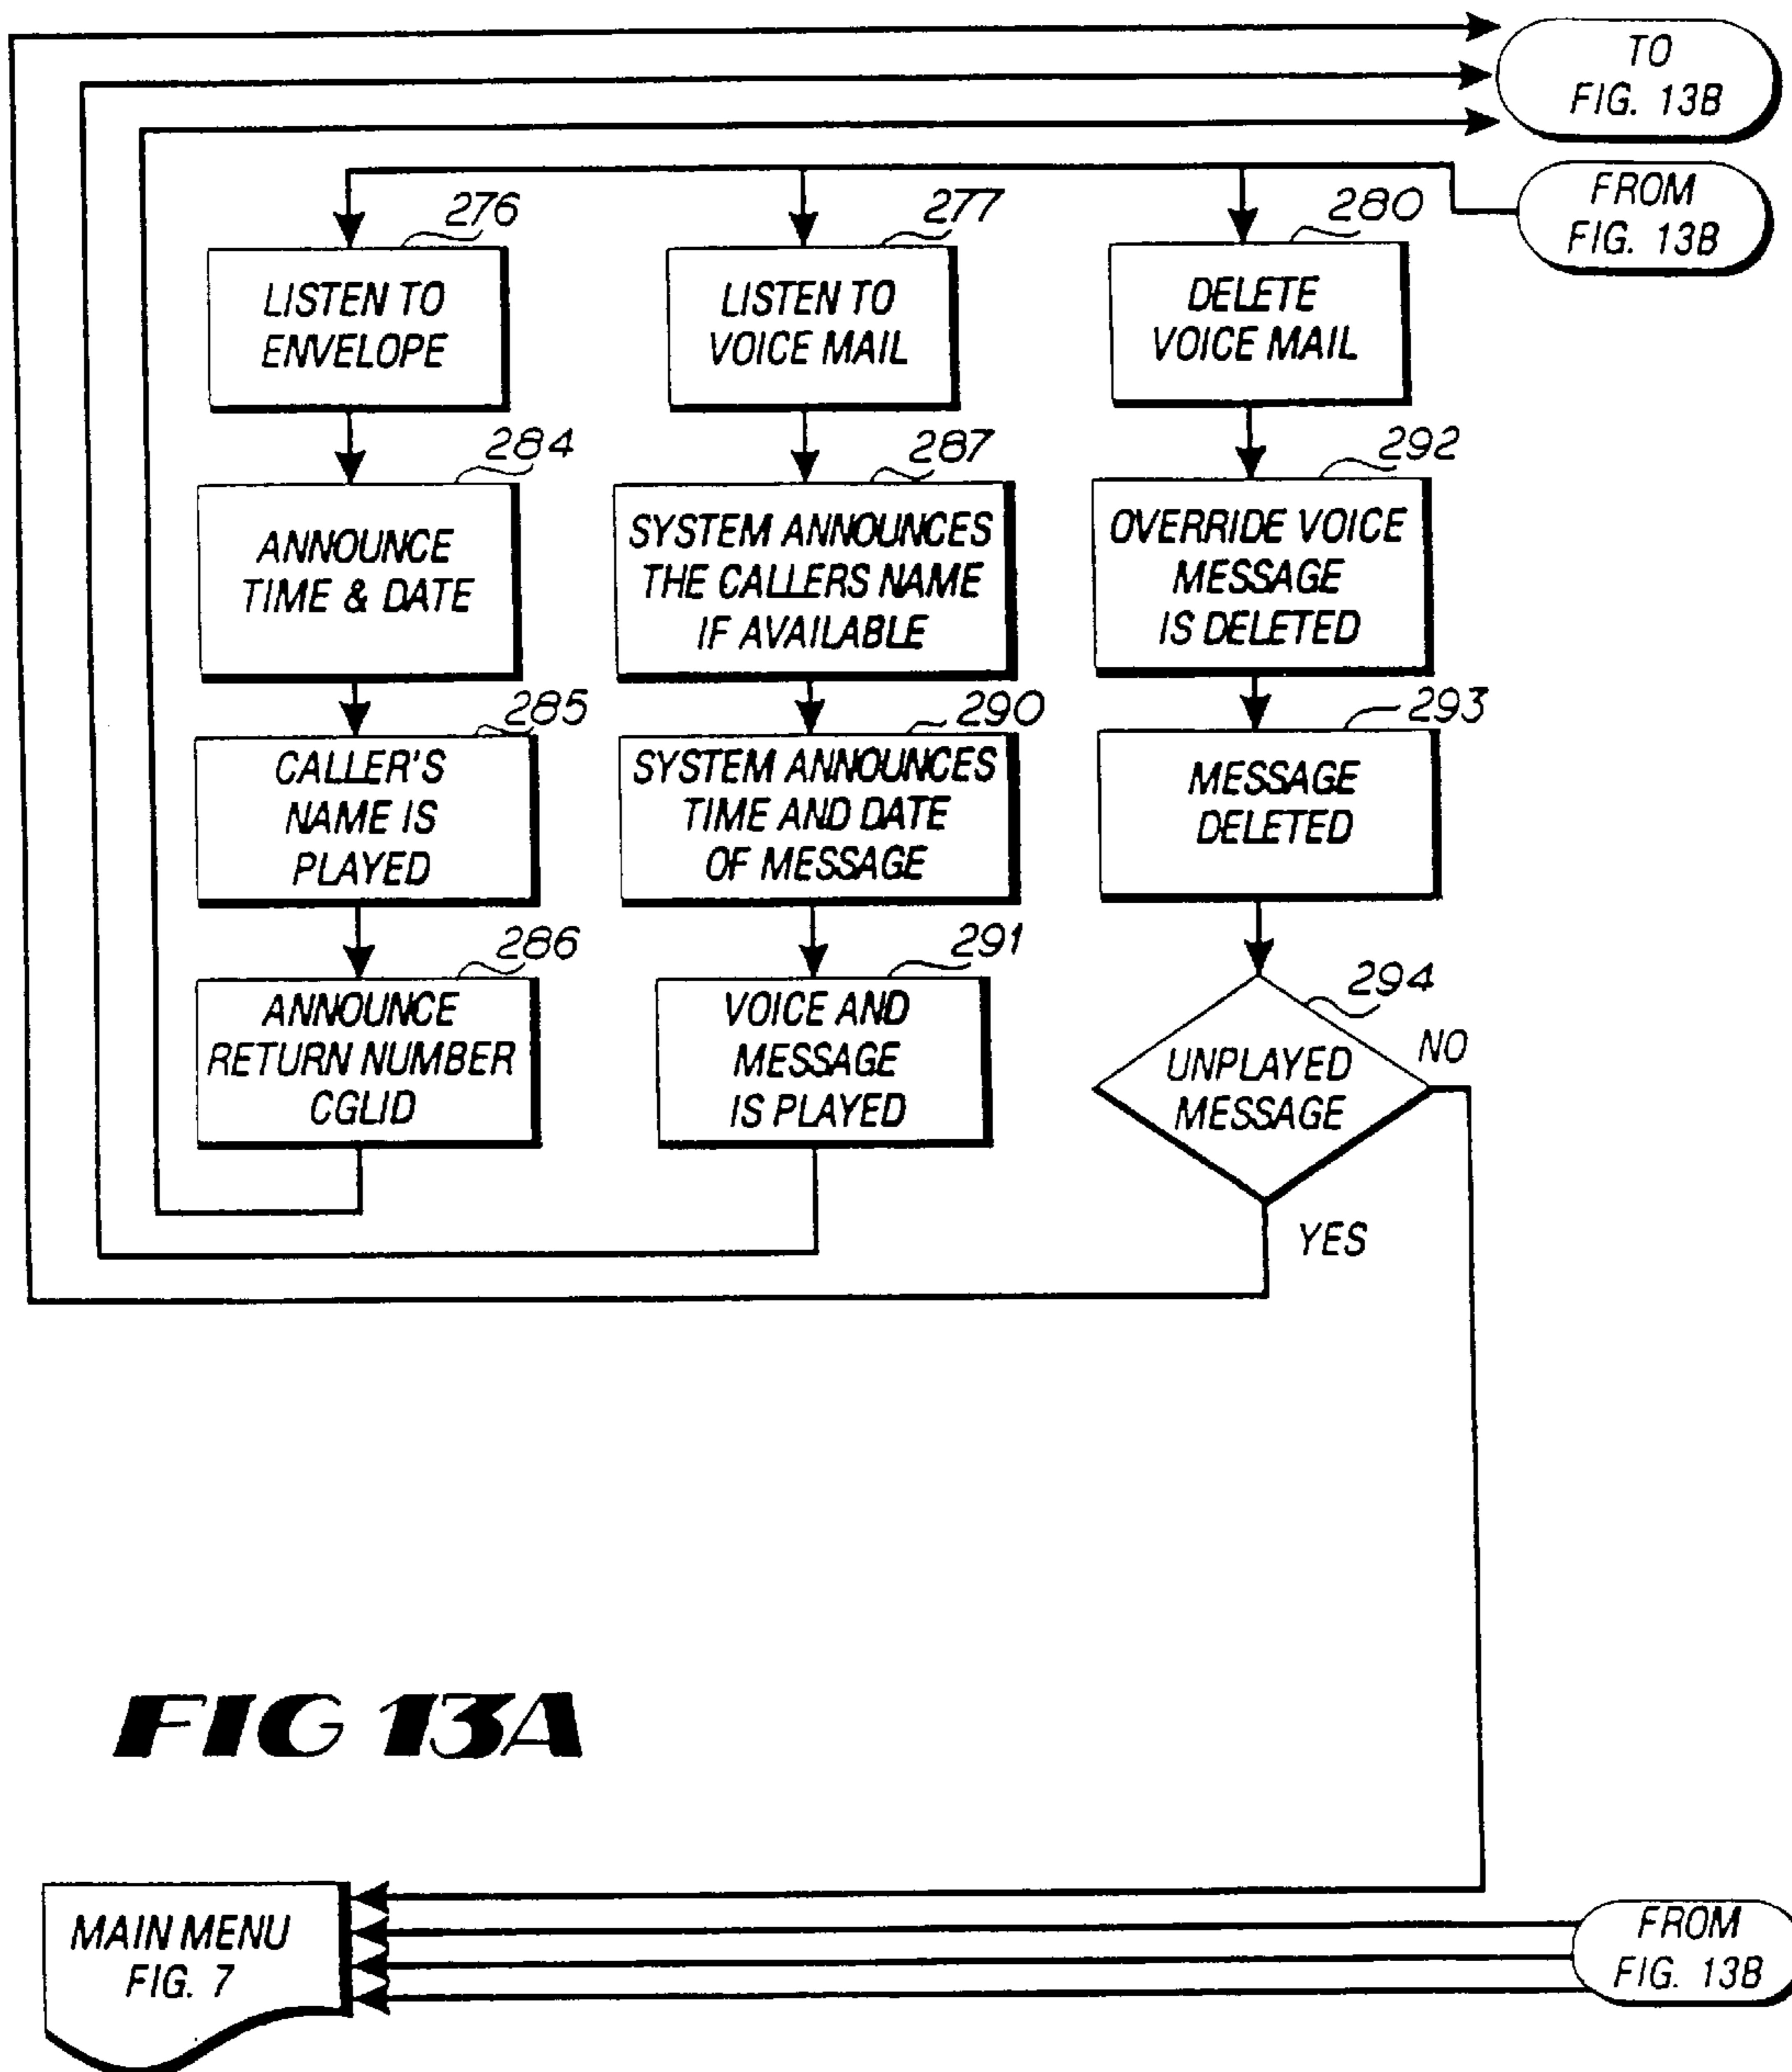 TO
FIG. 13B
FROM
FIG. 13B
276
LISTEN TO
ENVELOPE
277
LISTEN TO
VOICE MAIL
280
DELETE
VOICE MAIL
284
ANNOUNCE
TIME & DATE
287
SYSTEM ANNOUNCES
THE CALLERS NAME
IF AVAILABLE
292
OVERRIDE VOICE
MESSAGE
IS DELETED
285
CALLER'S
NAME IS
PLAYED
290
SYSTEM ANNOUNCES
TIME AND DATE
OF MESSAGE
293
MESSAGE
DELETED
286
ANNOUNCE
RETURN NUMBER
CGLID
291
VOICE AND
MESSAGE
IS PLAYED
294
UNPLAYED
MESSAGE
NO
YES
FIG 13A
MAIN MENU
FIG. 7
FROM
FIG. 13B